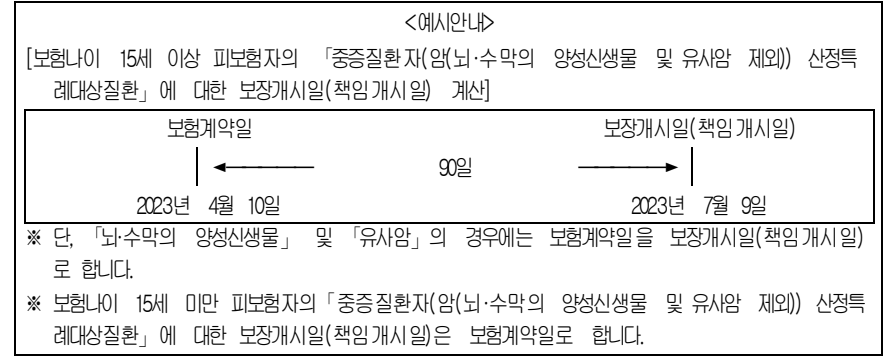 <예시안내>
[보험나이 15세 이상 피보험자의 「중증질환자(암(뇌·수막의 양성신생물 및 유사암 제외)) 산정특
례대상질환」에 대한 보장개시일(책임개시일) 계산]
보험계약일 보장개시일(책임개시일)
90일
2023년 4월 10일 2023년 7월 9일
※ 단, 「뇌·수막의 양성신생물」 및 「유사암」의 경우에는 보험계약일을 보장개시일(책임개시일)
로 합니다.
※ 보험나이 15세 미만 피보험자의「중증질환자(암(뇌·수막의 양성신생물 및 유사암 제외)) 산정특
례대상질환」에 대한 보장개시일(책임개시일)은 보험계약일로 합니다.